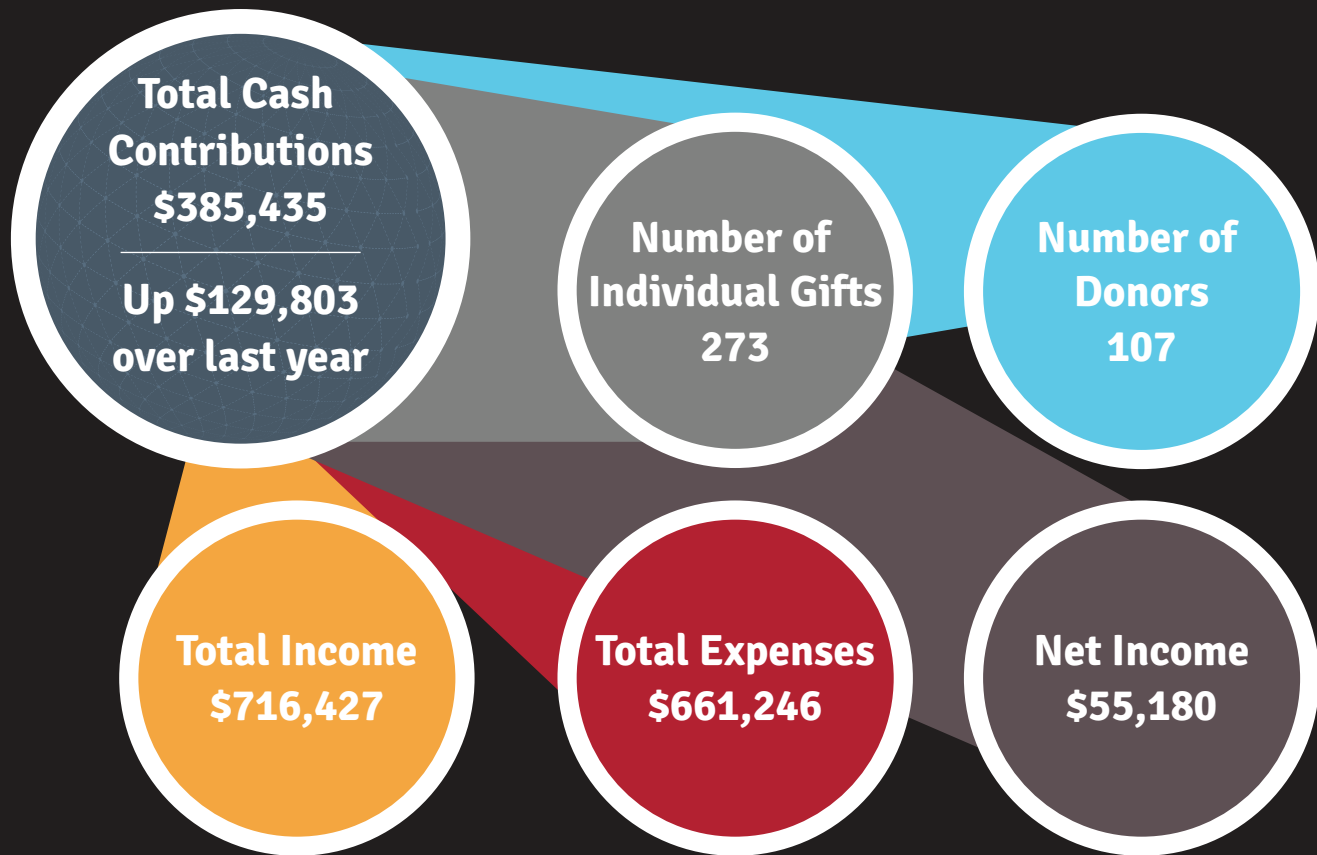 Total Cash
Contributions
$385,435
Up $129,803
over last year
Number of
Individual Gifts
273
Number of
Donors
107
Total Income
$716,427
Total Expenses
$661,246
Net Income
$55,180